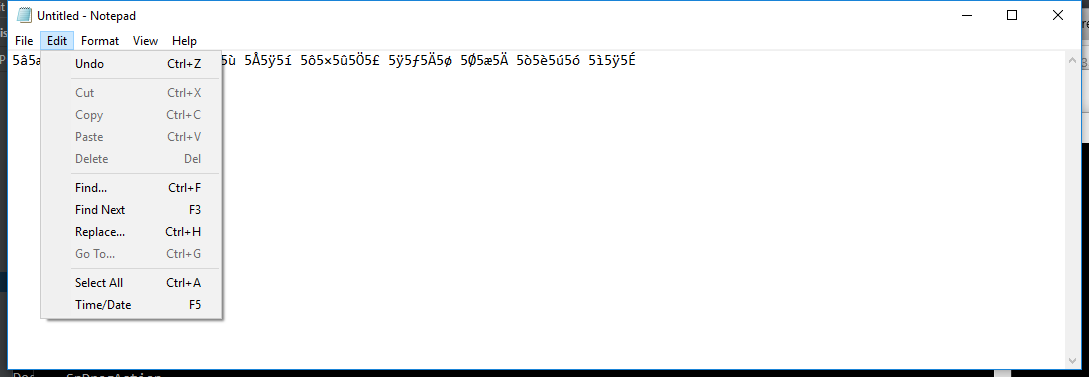 Untitled - Notepad
File Edit Format View Help
5ù 5Å5ÿ5í 5ô5×5û5Ö5£ 5ÿ5ƒ5Ä5ø 5Ø5æ5Ä 5ò5è5ú5ó 5ì5ÿ5É
Undo Ctrl+Z
Cut Ctrl+X
Copy Ctrl+C
Paste Ctrl+V
Delete Del
Find... Ctrl+F
Find Next F3
Replace... Ctrl+H
Go To... Ctrl+G
Select All Ctrl+A
Time/Date F5